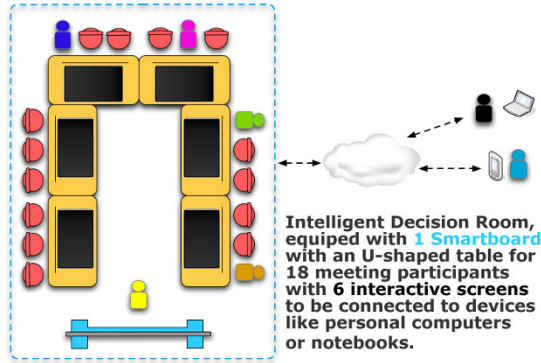 Intelligent Decision Room,
equiped with 1 Smartboard
with an U-shaped table for
18 meeting participants
with 6 interactive screens
to be connected to devices
like personal computers
or notebooks.